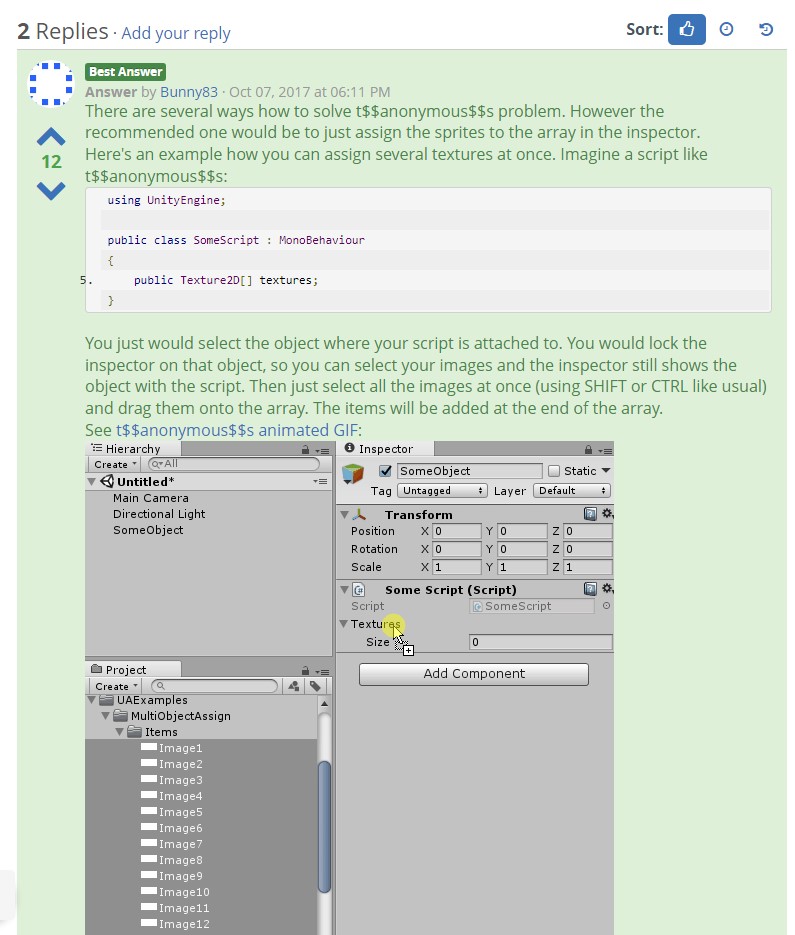 2 Replies · Add your reply
Sort:
Best Answer
Answer by Bunny83 · Oct 07, 2017 at 06:11 PM
There are several ways how to solve t$$anonymous$$s problem. However the
recommended one would be to just assign the sprites to the array in the inspector.
Here's an example how you can assign several textures at once. Imagine a script like
t$$anonymous$$s:
12
using UnityEngine;
public class SomeScript : MonoBehaviour
{
5. public Texture2D[] textures;
}
You just would select the object where your script is attached to. You would lock the
inspector on that object, so you can select your images and the inspector still shows the
object with the script. Then just select all the images at once (using SHIFT or CTRL like usual)
and drag them onto the array. The items will be added at the end of the array.
See t$$anonymous$$s animated GIF:
Hierarchy
Create
All
Untitled*
Main Camera
Directional Light
SomeObject
Project
Create
UAExamples
MultiObjectAssign
Items
Image1
Image2
Image3
Image4
Image5
Image6
Image7
Image8
Image9
Image10
Image11
Image12
Inspector
SomeObject
Static
Tag Untagged Layer Default
Transform
Position X 0 Y 0 Z 0
Rotation X 0 Y 0 Z 0
Scale X 1 Y 1 Z 1
Some Script (Script)
Script SomeScript
Textures
Size 0
Add Component